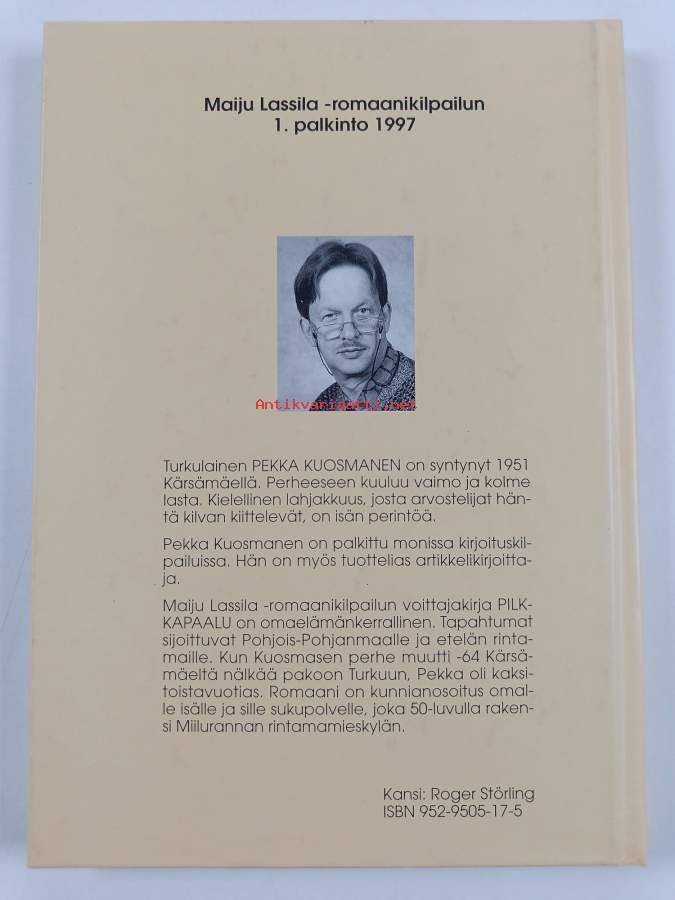 Maiju Lassila -romaanikilpailun
1. palkinto 1997
Antikvariaatti.net
Turkulainen PEKKA KUOSMANEN on syntynyt 1951
Kärsämäellä. Perheeseen kuuluu vaimo ja kolme
lasta. Kielellinen lahjakkuus, josta arvostelijat hän-
tä kilvan kiittelevät, on isän perintöä.
Pekka Kuosmanen on palkittu monissa kirjoituskil-
pailuissa. Hän on myös tuottelias artikkelikirjoitta-
ja.
Maiju Lassila -romaanikilpailun voittajakirja PILK-
KAPAALU on omaelämänkerrallinen. Tapahtumat
sijoittuvat Pohjois-Pohjanmaalle ja etelän rinta-
maille. Kun Kuosmasen perhe muutti -64 Kärsä-
mäeltä nälkää pakoon Turkuun, Pekka oli kaksi-
toistavuotias. Romaani on kunnianosoitus omal-
le isälle ja sille sukupolvelle, joka 50-luvulla raken-
si Miilurannan rintamamieskylän.
Kansi: Roger Störling
ISBN 952-9505-17-5